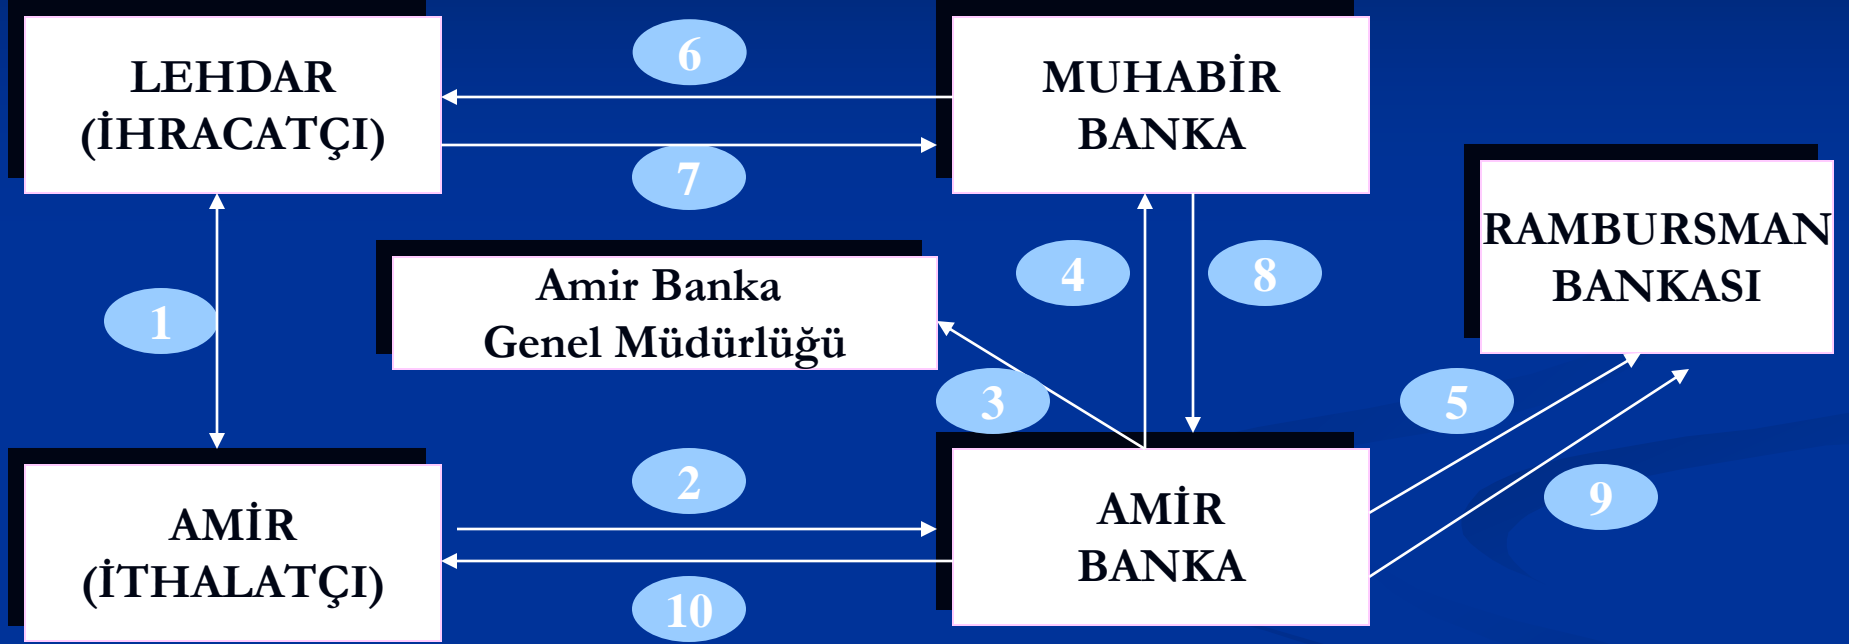 LEHDAR
(İHRACATÇI)
6
7
MUHABİR
BANKA
RAMBURSMAN
BANKASI
1
Amir Banka
Genel Müdürlüğü
4
8
3
5
9
AMİR
(İTHALATÇI)
2
10
AMİR
BANKA